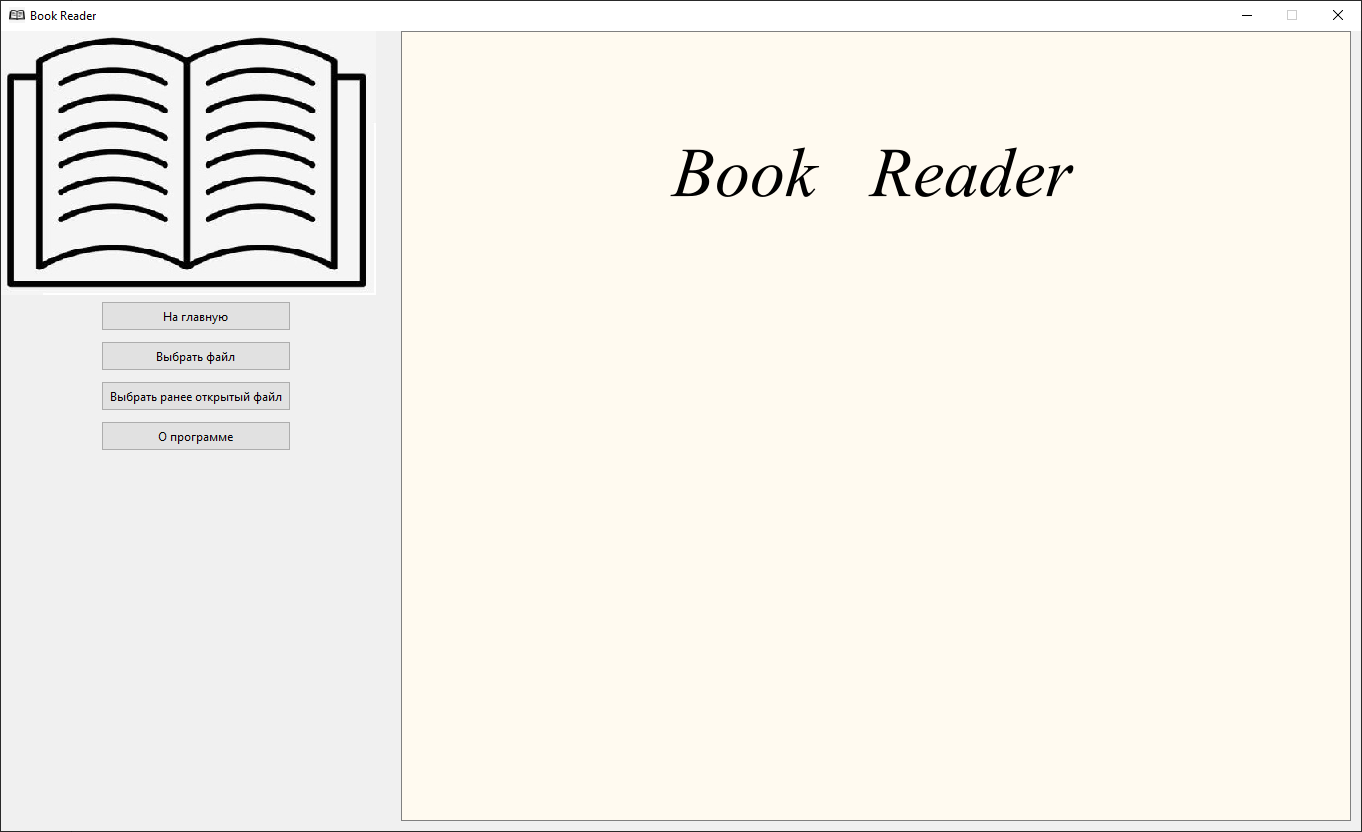 Book Reader
Book Reader
На главную
Выбрать файл
Выбрать ранее открытый файл
О программе